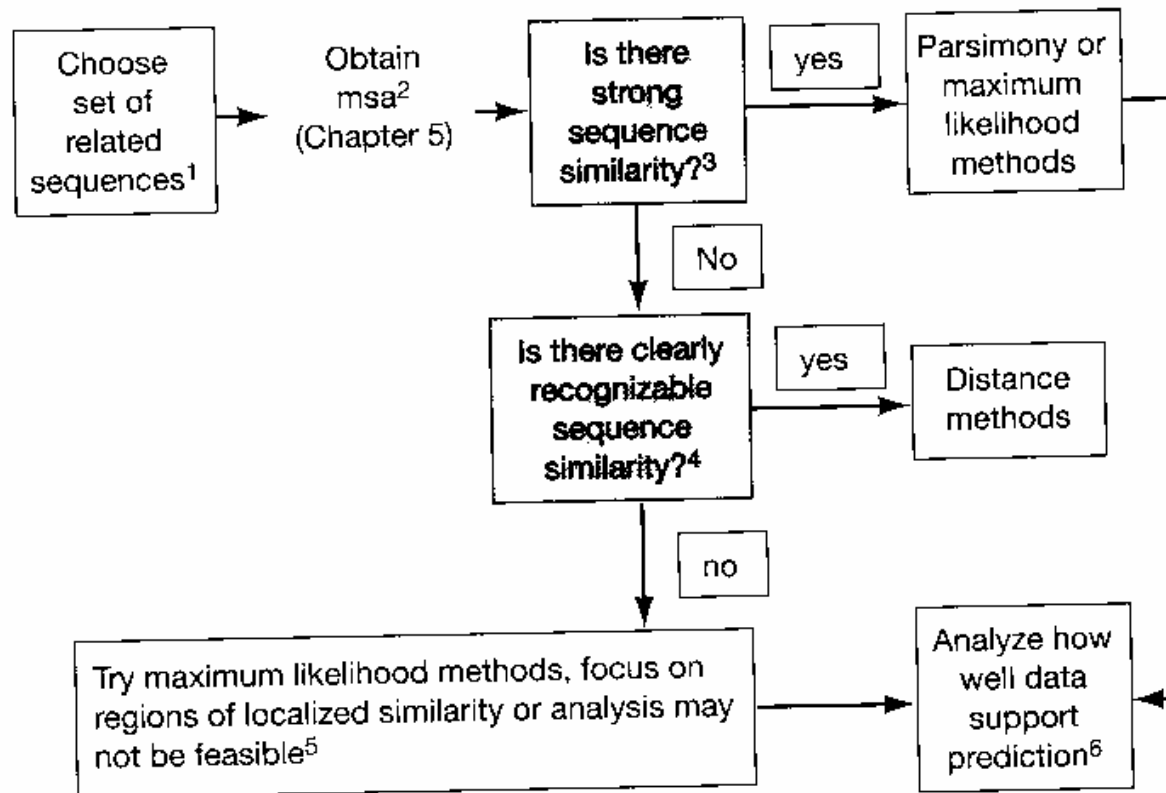 Choose
set of
related
sequences¹
Obtain
msa²
(Chapter 5)
Is there
strong
sequence
similarity?³
yes
Parsimony or
maximum
likelihood
methods
No
Is there clearly
recognizable
sequence
similarity?⁴
yes
Distance
methods
no
Try maximum likelihood methods, focus on
regions of localized similarity or analysis may
not be feasible⁵
Analyze how
well data
support
prediction⁶